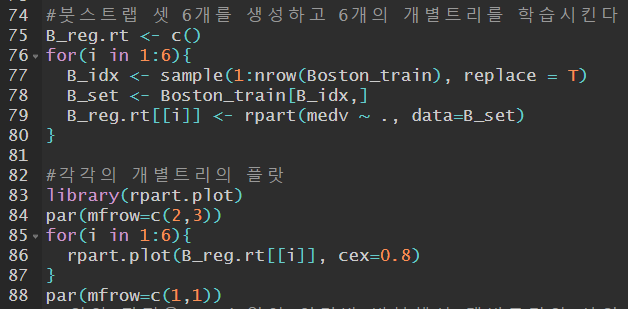 74 #붓스트랩 셋 6개를 생성하고 6개의 개별트리를 학습시킨다
75 B_reg.rt <- c()
76 for(i in 1:6){
77 B_idx <- sample(1:nrow(Boston_train), replace = T)
78 B_set <- Boston_train[B_idx,]
79 B_reg.rt[[i]] <- rpart(medv ~ ., data=B_set)
80 }
81
82 #각각의 개별트리의 플랏
83 library(rpart.plot)
84 par(mfrow=c(2,3))
85 for(i in 1:6){
86 rpart.plot(B_reg.rt[[i]], cex=0.8)
87 }
88 par(mfrow=c(1,1))